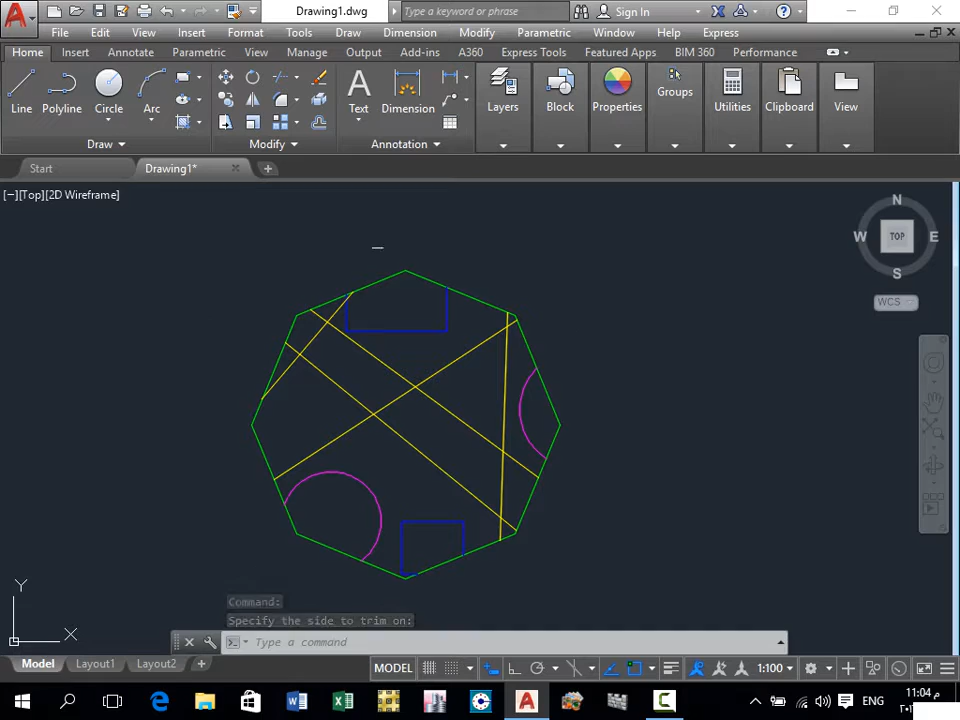 Drawing1.dwg
Type a keyword or phrase
Sign In
File Edit View Insert Format Tools Draw Dimension Modify Parametric Window Help Express
Home Insert Annotate Parametric View Manage Output Add-ins A360 Express Tools Featured Apps BIM 360 Performance
Line Polyline Circle Arc Text Dimension Layers Block Properties Groups Utilities Clipboard View
Draw Modify Annotation
Start Drawing1*
[−][Top][2D Wireframe]
N
W TOP E
S
WCS
Y
X
Command:
Specify the side to trim on:
Type a command
Model Layout1 Layout2 MODEL 1:100
ENG 11:04 م